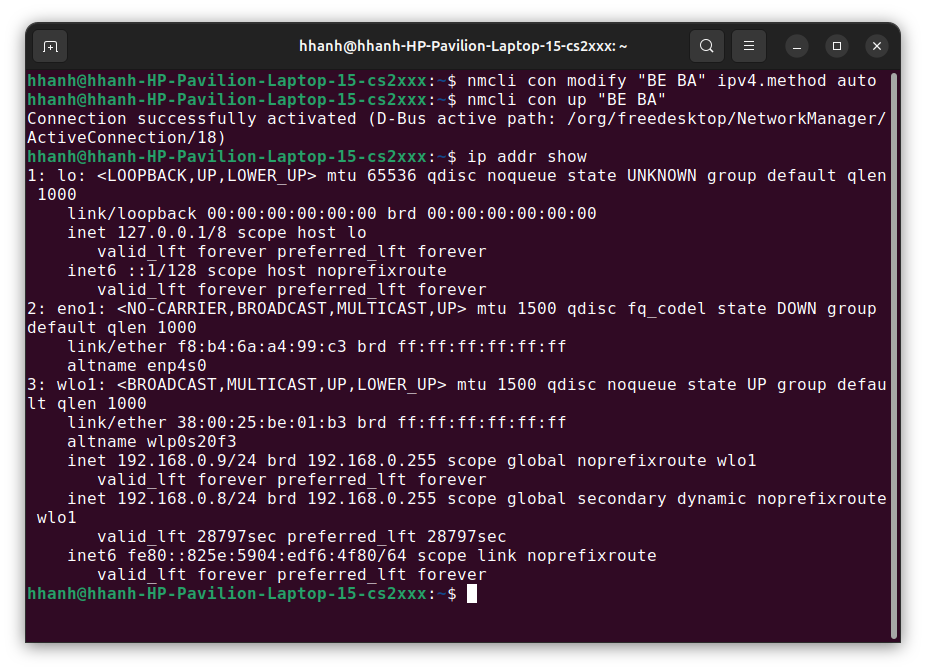 hhanh@hhanh-HP-Pavilion-Laptop-15-cs2xxx: ~
hhanh@hhanh-HP-Pavilion-Laptop-15-cs2xxx:~$ nmcli con modify "BE BA" ipv4.method auto
hhanh@hhanh-HP-Pavilion-Laptop-15-cs2xxx:~$ nmcli con up "BE BA"
Connection successfully activated (D-Bus active path: /org/freedesktop/NetworkManager/
ActiveConnection/18)
hhanh@hhanh-HP-Pavilion-Laptop-15-cs2xxx:~$ ip addr show
1: lo: <LOOPBACK,UP,LOWER_UP> mtu 65536 qdisc noqueue state UNKNOWN group default qlen
 1000
    link/loopback 00:00:00:00:00:00 brd 00:00:00:00:00:00
    inet 127.0.0.1/8 scope host lo
       valid_lft forever preferred_lft forever
    inet6 ::1/128 scope host noprefixroute
       valid_lft forever preferred_lft forever
2: eno1: <NO-CARRIER,BROADCAST,MULTICAST,UP> mtu 1500 qdisc fq_codel state DOWN group
default qlen 1000
    link/ether f8:b4:6a:a4:99:c3 brd ff:ff:ff:ff:ff:ff
    altname enp4s0
3: wlo1: <BROADCAST,MULTICAST,UP,LOWER_UP> mtu 1500 qdisc noqueue state UP group defau
lt qlen 1000
    link/ether 38:00:25:be:01:b3 brd ff:ff:ff:ff:ff:ff
    altname wlp0s20f3
    inet 192.168.0.9/24 brd 192.168.0.255 scope global noprefixroute wlo1
       valid_lft forever preferred_lft forever
    inet 192.168.0.8/24 brd 192.168.0.255 scope global secondary dynamic noprefixroute
 wlo1
       valid_lft 28797sec preferred_lft 28797sec
    inet6 fe80::825e:5904:edf6:4f80/64 scope link noprefixroute
       valid_lft forever preferred_lft forever
hhanh@hhanh-HP-Pavilion-Laptop-15-cs2xxx:~$